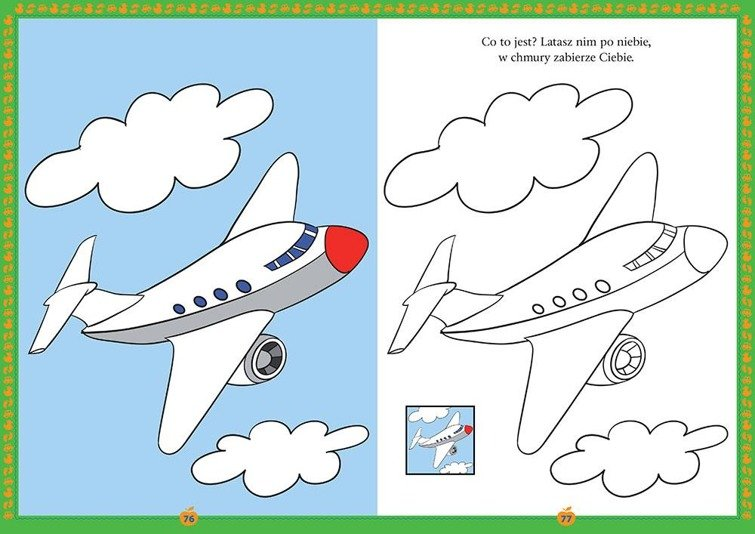 Co to jest? Latasz nim po niebie,
w chmury zabierze Ciebie.
76
77